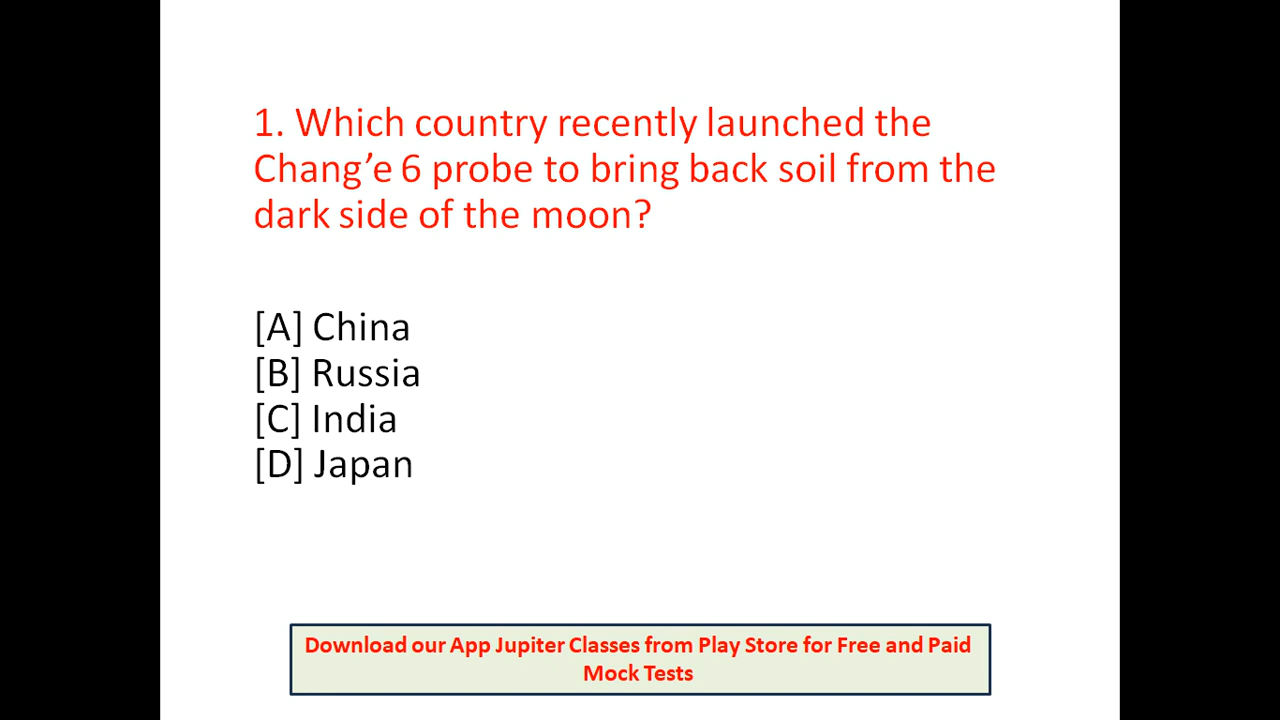 1. Which country recently launched the
Chang’e 6 probe to bring back soil from the
dark side of the moon?
[A] China
[B] Russia
[C] India
[D] Japan
Download our App Jupiter Classes from Play Store for Free and Paid
Mock Tests